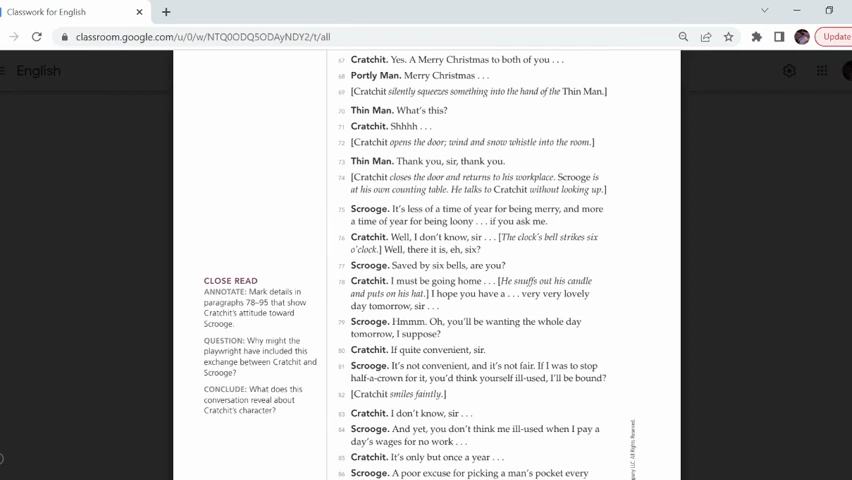 Classwork for English
classroom.google.com/u/0/w/NTQ0ODQ5ODAyNDY2/t/all
Update
English
67 Cratchit. Yes. A Merry Christmas to both of you . . .
68 Portly Man. Merry Christmas . . .
69 [Cratchit silently squeezes something into the hand of the Thin Man.]
70 Thin Man. What's this?
71 Cratchit. Shhhh . . .
72 [Cratchit opens the door; wind and snow whistle into the room.]
73 Thin Man. Thank you, sir, thank you.
74 [Cratchit closes the door and returns to his workplace. Scrooge is
at his own counting table. He talks to Cratchit without looking up.]
75 Scrooge. It's less of a time of year for being merry, and more
a time of year for being loony . . . if you ask me.
76 Cratchit. Well, I don't know, sir . . . [The clock's bell strikes six
o'clock.] Well, there it is, eh, six?
77 Scrooge. Saved by six bells, are you?
78 Cratchit. I must be going home . . . [He snuffs out his candle
and puts on his hat.] I hope you have a . . . very very lovely
day tomorrow, sir . . .
79 Scrooge. Hmmm. Oh, you'll be wanting the whole day
tomorrow, I suppose?
80 Cratchit. If quite convenient, sir.
81 Scrooge. It's not convenient, and it's not fair. If I was to stop
half-a-crown for it, you'd think yourself ill-used, I'll be bound?
82 [Cratchit smiles faintly.]
83 Cratchit. I don't know, sir . . .
84 Scrooge. And yet, you don't think me ill-used when I pay a
day's wages for no work . . .
85 Cratchit. It's only but once a year . . .
86 Scrooge. A poor excuse for picking a man's pocket every
CLOSE READ
ANNOTATE: Mark details in
paragraphs 78–95 that show
Cratchit's attitude toward
Scrooge.
QUESTION: Why might the
playwright have included this
exchange between Cratchit and
Scrooge?
CONCLUDE: What does this
conversation reveal about
Cratchit's character?
LLC. All Rights Reserved.